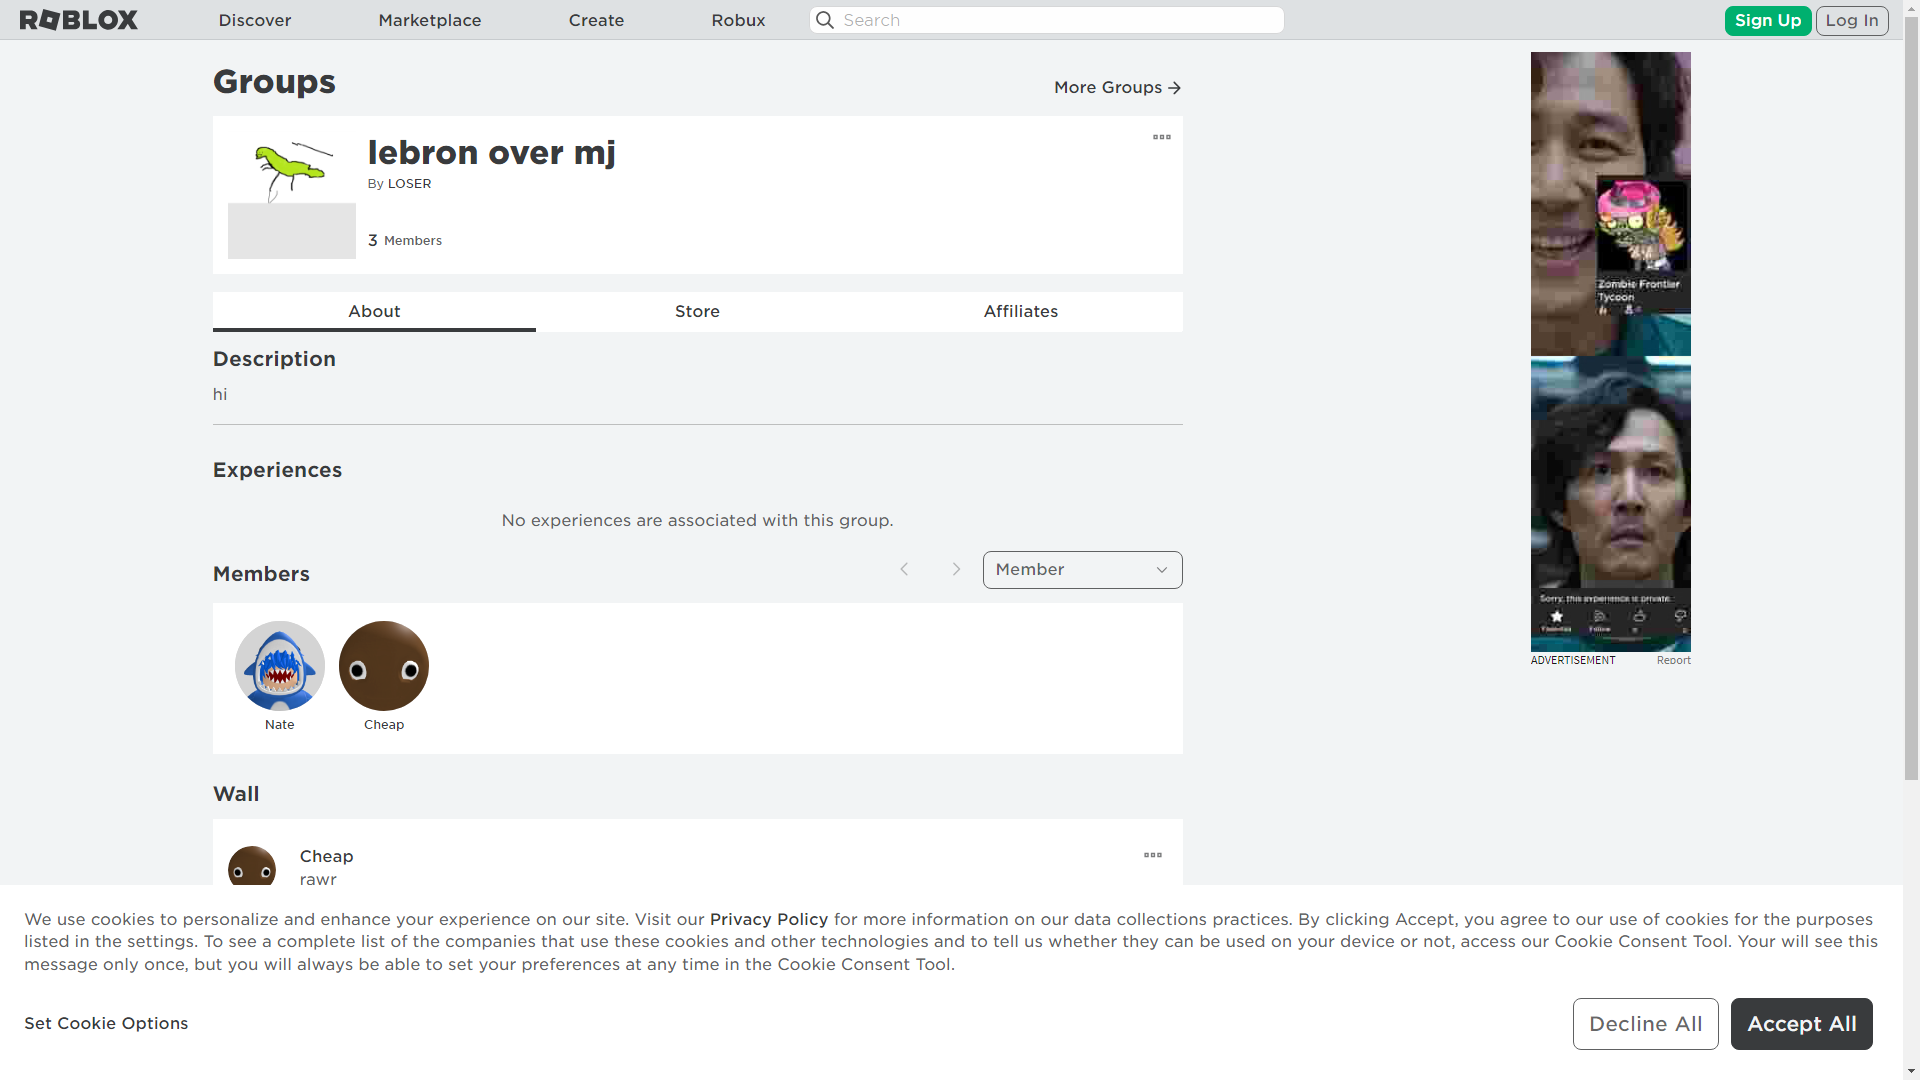 ROBLOX
Discover
Marketplace
Create
Robux
Search
Sign Up
Log In
Groups
More Groups
lebron over mj
By LOSER
3 Members
About
Store
Affiliates
Description
hi
Experiences
No experiences are associated with this group.
Members
Member
Nate
Cheap
Wall
Cheap
rawr
Zombie Frontier
Tycoon
Sorry, this experience is private.
Favorites
Follow
ADVERTISEMENT
Report
We use cookies to personalize and enhance your experience on our site. Visit our Privacy Policy for more information on our data collections practices. By clicking Accept, you agree to our use of cookies for the purposes
listed in the settings. To see a complete list of the companies that use these cookies and other technologies and to tell us whether they can be used on your device or not, access our Cookie Consent Tool. Your will see this
message only once, but you will always be able to set your preferences at any time in the Cookie Consent Tool.
Set Cookie Options
Decline All
Accept All